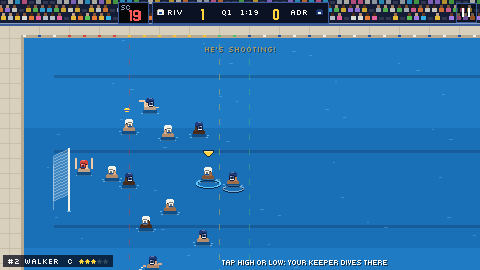 SC
19
RIV 1 Q1 1:19 0 ADR
HE'S SHOOTING!
#2 WALKER C
TAP HIGH OR LOW: YOUR KEEPER DIVES THERE